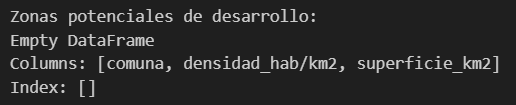 Zonas potenciales de desarrollo:
Empty DataFrame
Columns: [comuna, densidad_hab/km2, superficie_km2]
Index: []